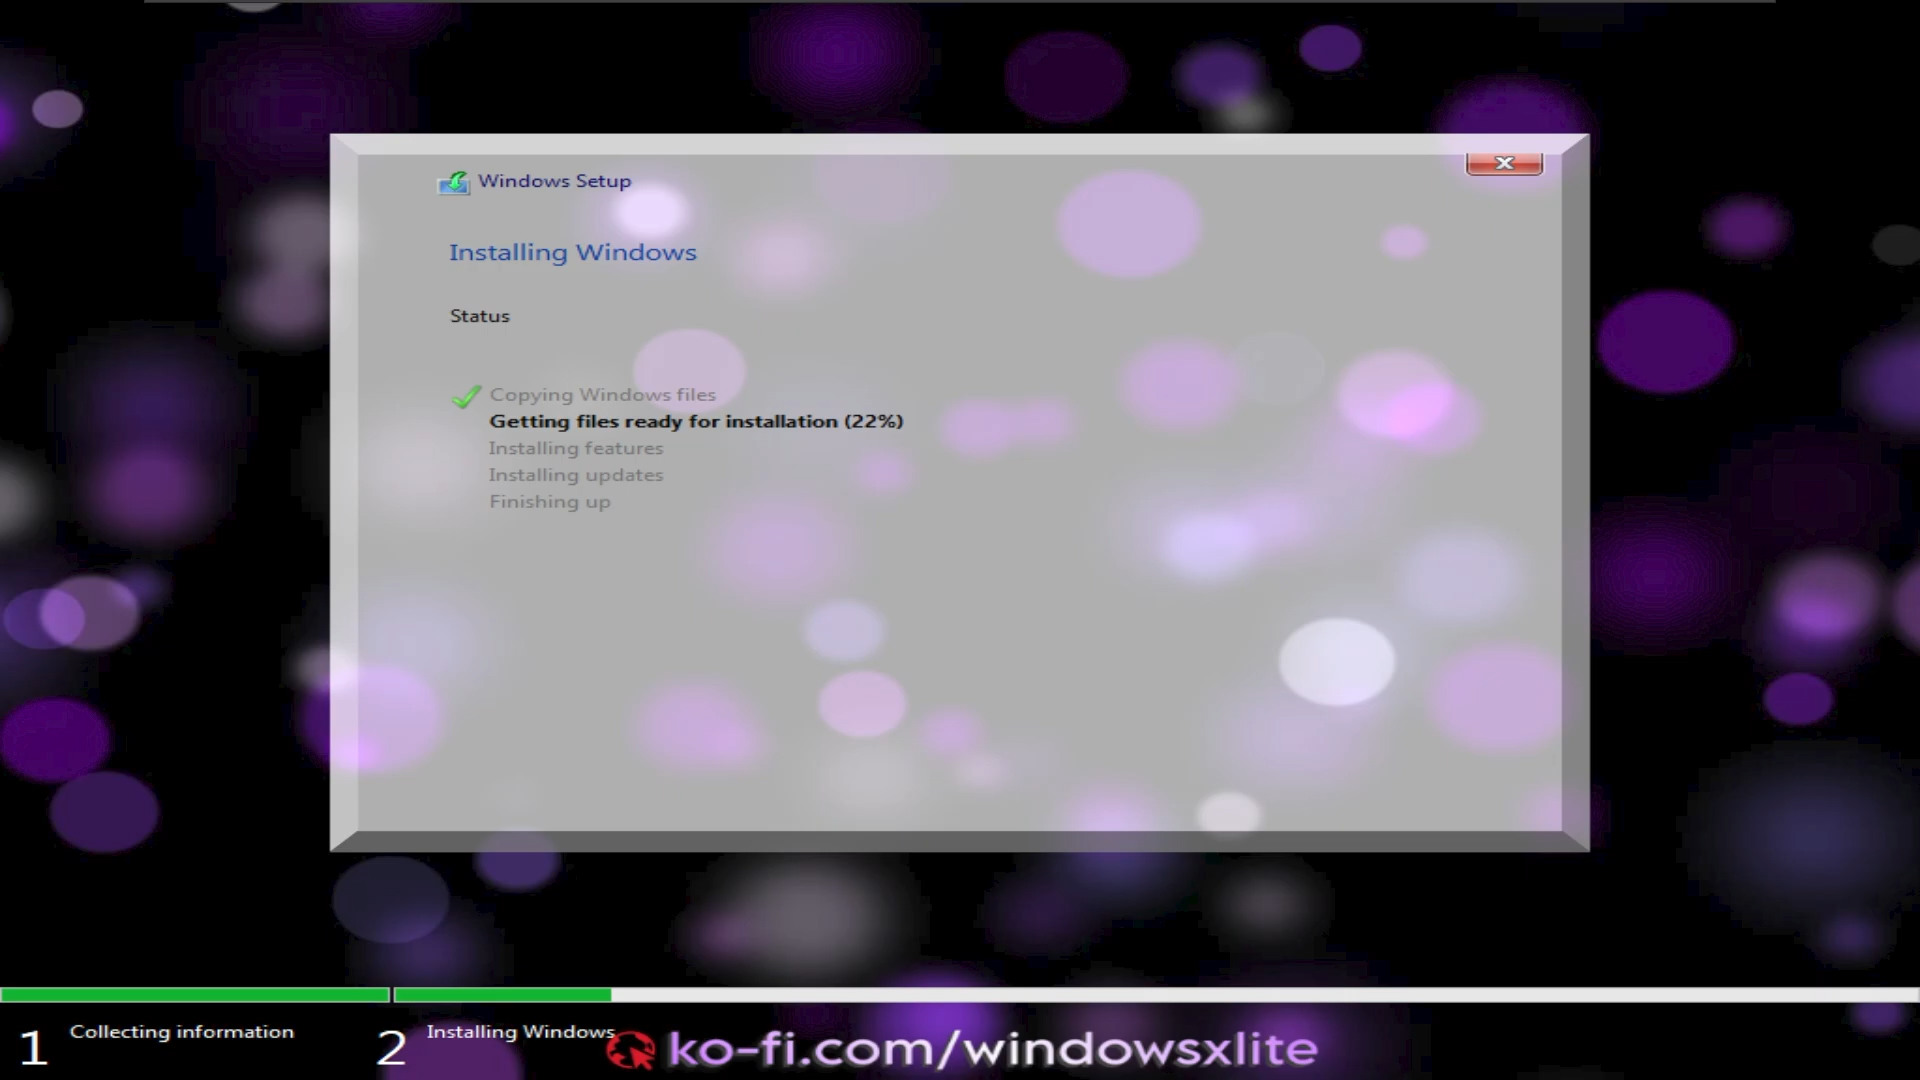 Windows Setup
Installing Windows
Status
Copying Windows files
Getting files ready for installation (22%)
Installing features
Installing updates
Finishing up
1 Collecting information
2 Installing Windows
ko-fi.com/windowsxlite